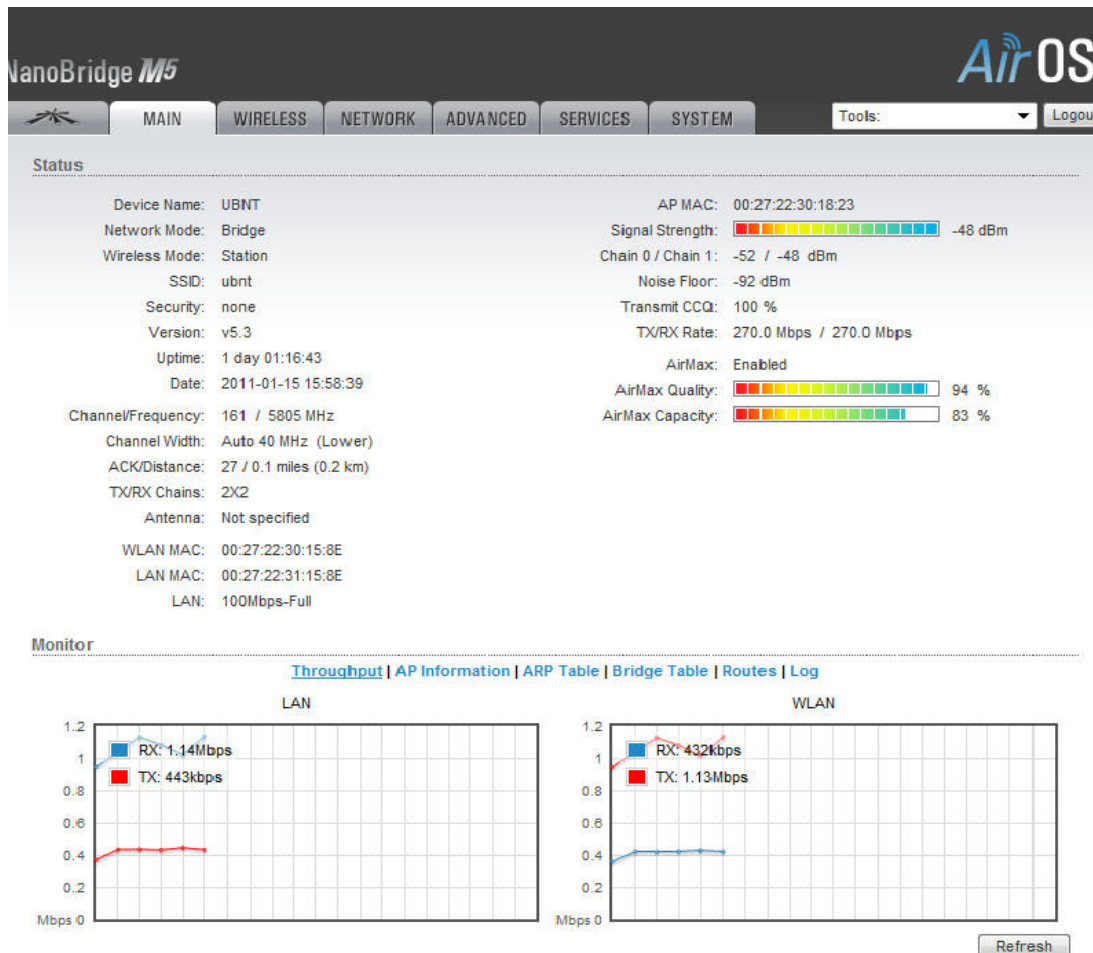 NanoBridge M5
Air OS
MAIN WIRELESS NETWORK ADVANCED SERVICES SYSTEM Tools: Logou
Status
Device Name: UBNT
Network Mode: Bridge
Wireless Mode: Station
SSID: ubnt
Security: none
Version: v5.3
Uptime: 1 day 01:16:43
Date: 2011-01-15 15:58:39
Channel/Frequency: 161 / 5805 MHz
Channel Width: Auto 40 MHz (Lower)
ACK/Distance: 27 / 0.1 miles (0.2 km)
TX/RX Chains: 2X2
Antenna: Not specified
WLAN MAC: 00:27:22:30:15:8E
LAN MAC: 00:27:22:31:15:8E
LAN: 100Mbps-Full
AP MAC: 00:27:22:30:18:23
Signal Strength: -48 dBm
Chain 0 / Chain 1: -52 / -48 dBm
Noise Floor: -92 dBm
Transmit CCQ: 100 %
TX/RX Rate: 270.0 Mbps / 270.0 Mbps
AirMax: Enabled
AirMax Quality: 94 %
AirMax Capacity: 83 %
Monitor
Throughput | AP Information | ARP Table | Bridge Table | Routes | Log
LAN
1.2
1
0.8
0.6
0.4
0.2
Mbps 0
RX: 1.14Mbps
TX: 443kbps
WLAN
1.2
1
0.8
0.6
0.4
0.2
Mbps 0
RX: 432kbps
TX: 1.13Mbps
Refresh